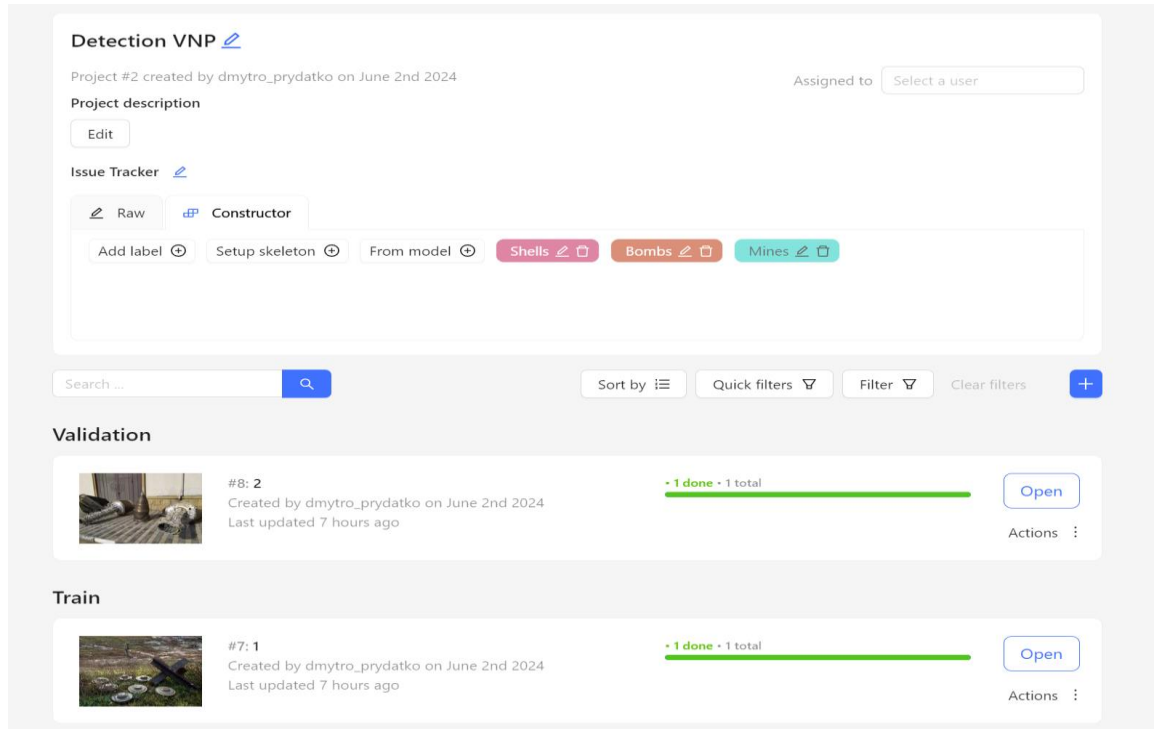 Detection VNP
Project #2 created by dmytro_prydatko on June 2nd 2024
Assigned to Select a user
Project description
Edit
Issue Tracker
Raw Constructor
Add label Setup skeleton From model Shells Bombs Mines
Search ... Sort by Quick filters Filter Clear filters
Validation
#8: 2
Created by dmytro_prydatko on June 2nd 2024
Last updated 7 hours ago
• 1 done • 1 total
Open
Actions
Train
#7: 1
Created by dmytro_prydatko on June 2nd 2024
Last updated 7 hours ago
• 1 done • 1 total
Open
Actions